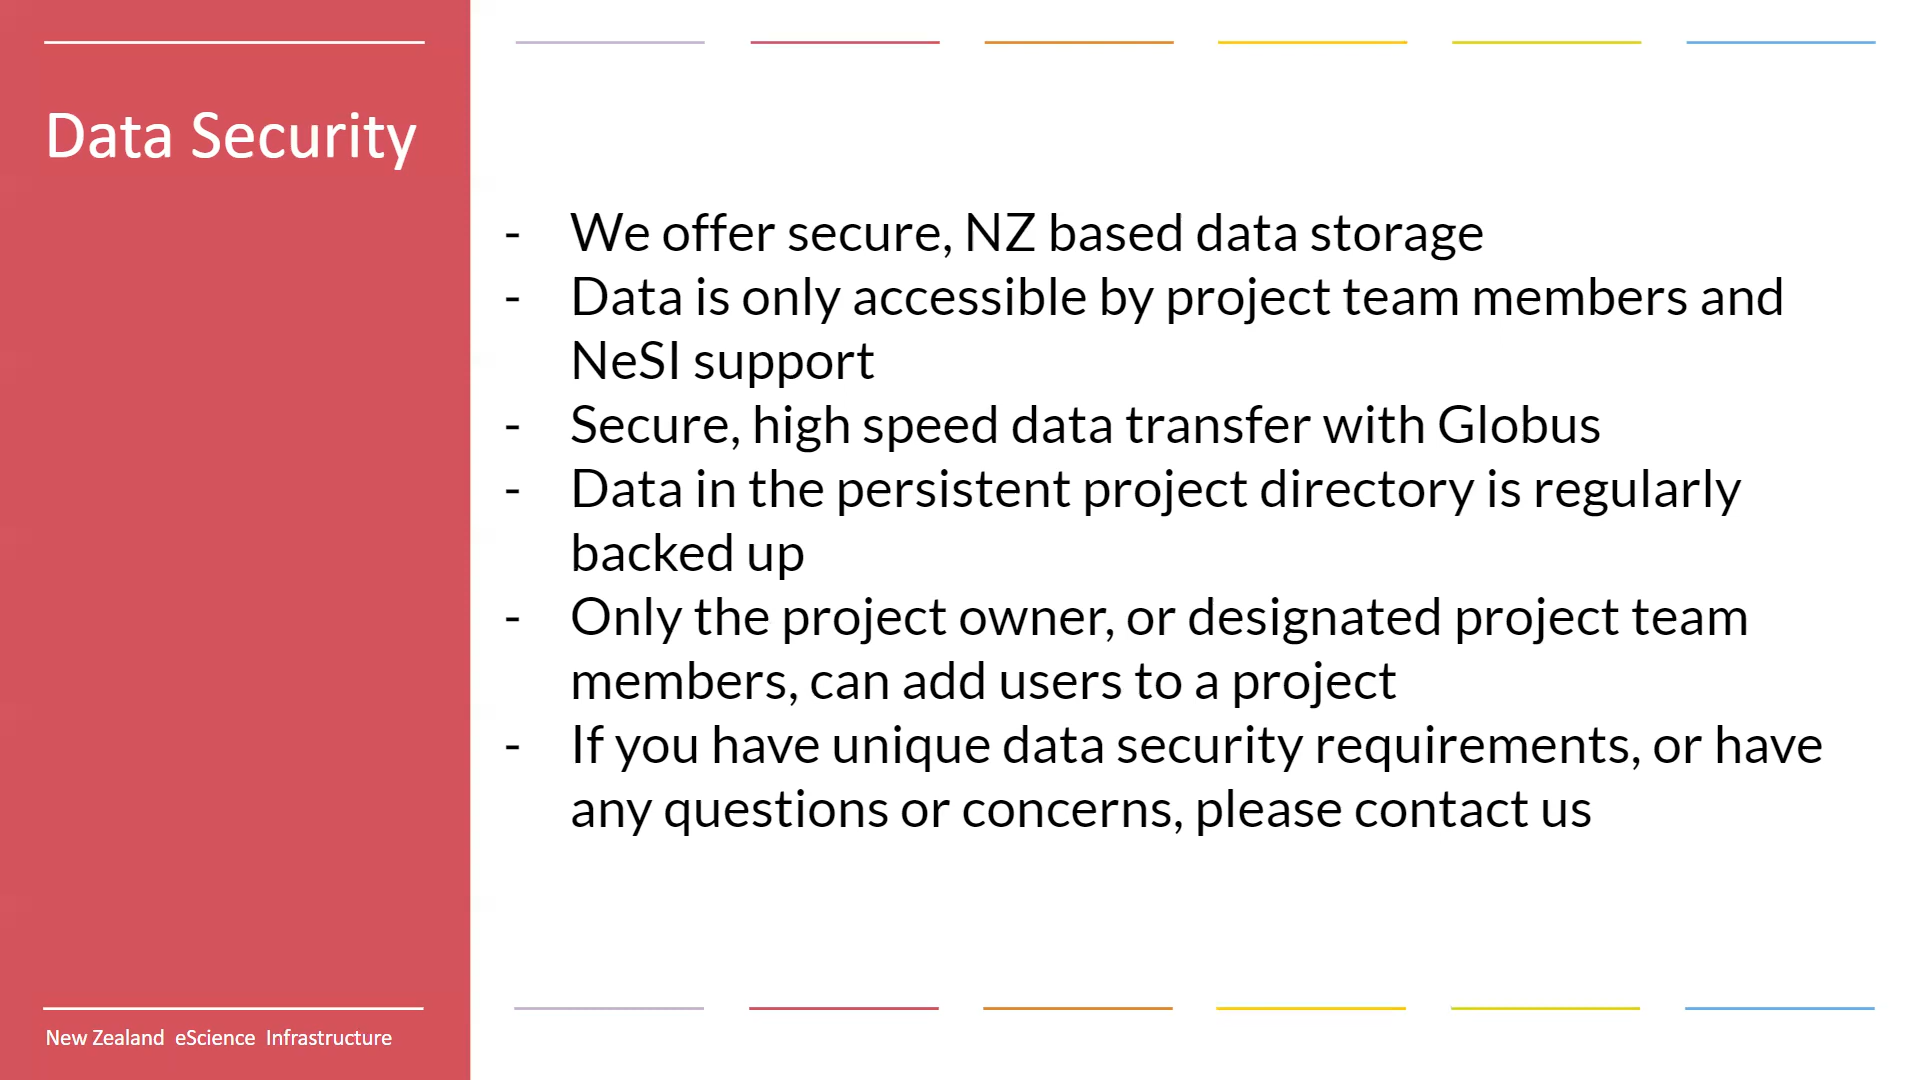 Data Security
- We offer secure, NZ based data storage
- Data is only accessible by project team members and
NeSI support
- Secure, high speed data transfer with Globus
- Data in the persistent project directory is regularly
backed up
- Only the project owner, or designated project team
members, can add users to a project
- If you have unique data security requirements, or have
any questions or concerns, please contact us
New Zealand eScience Infrastructure